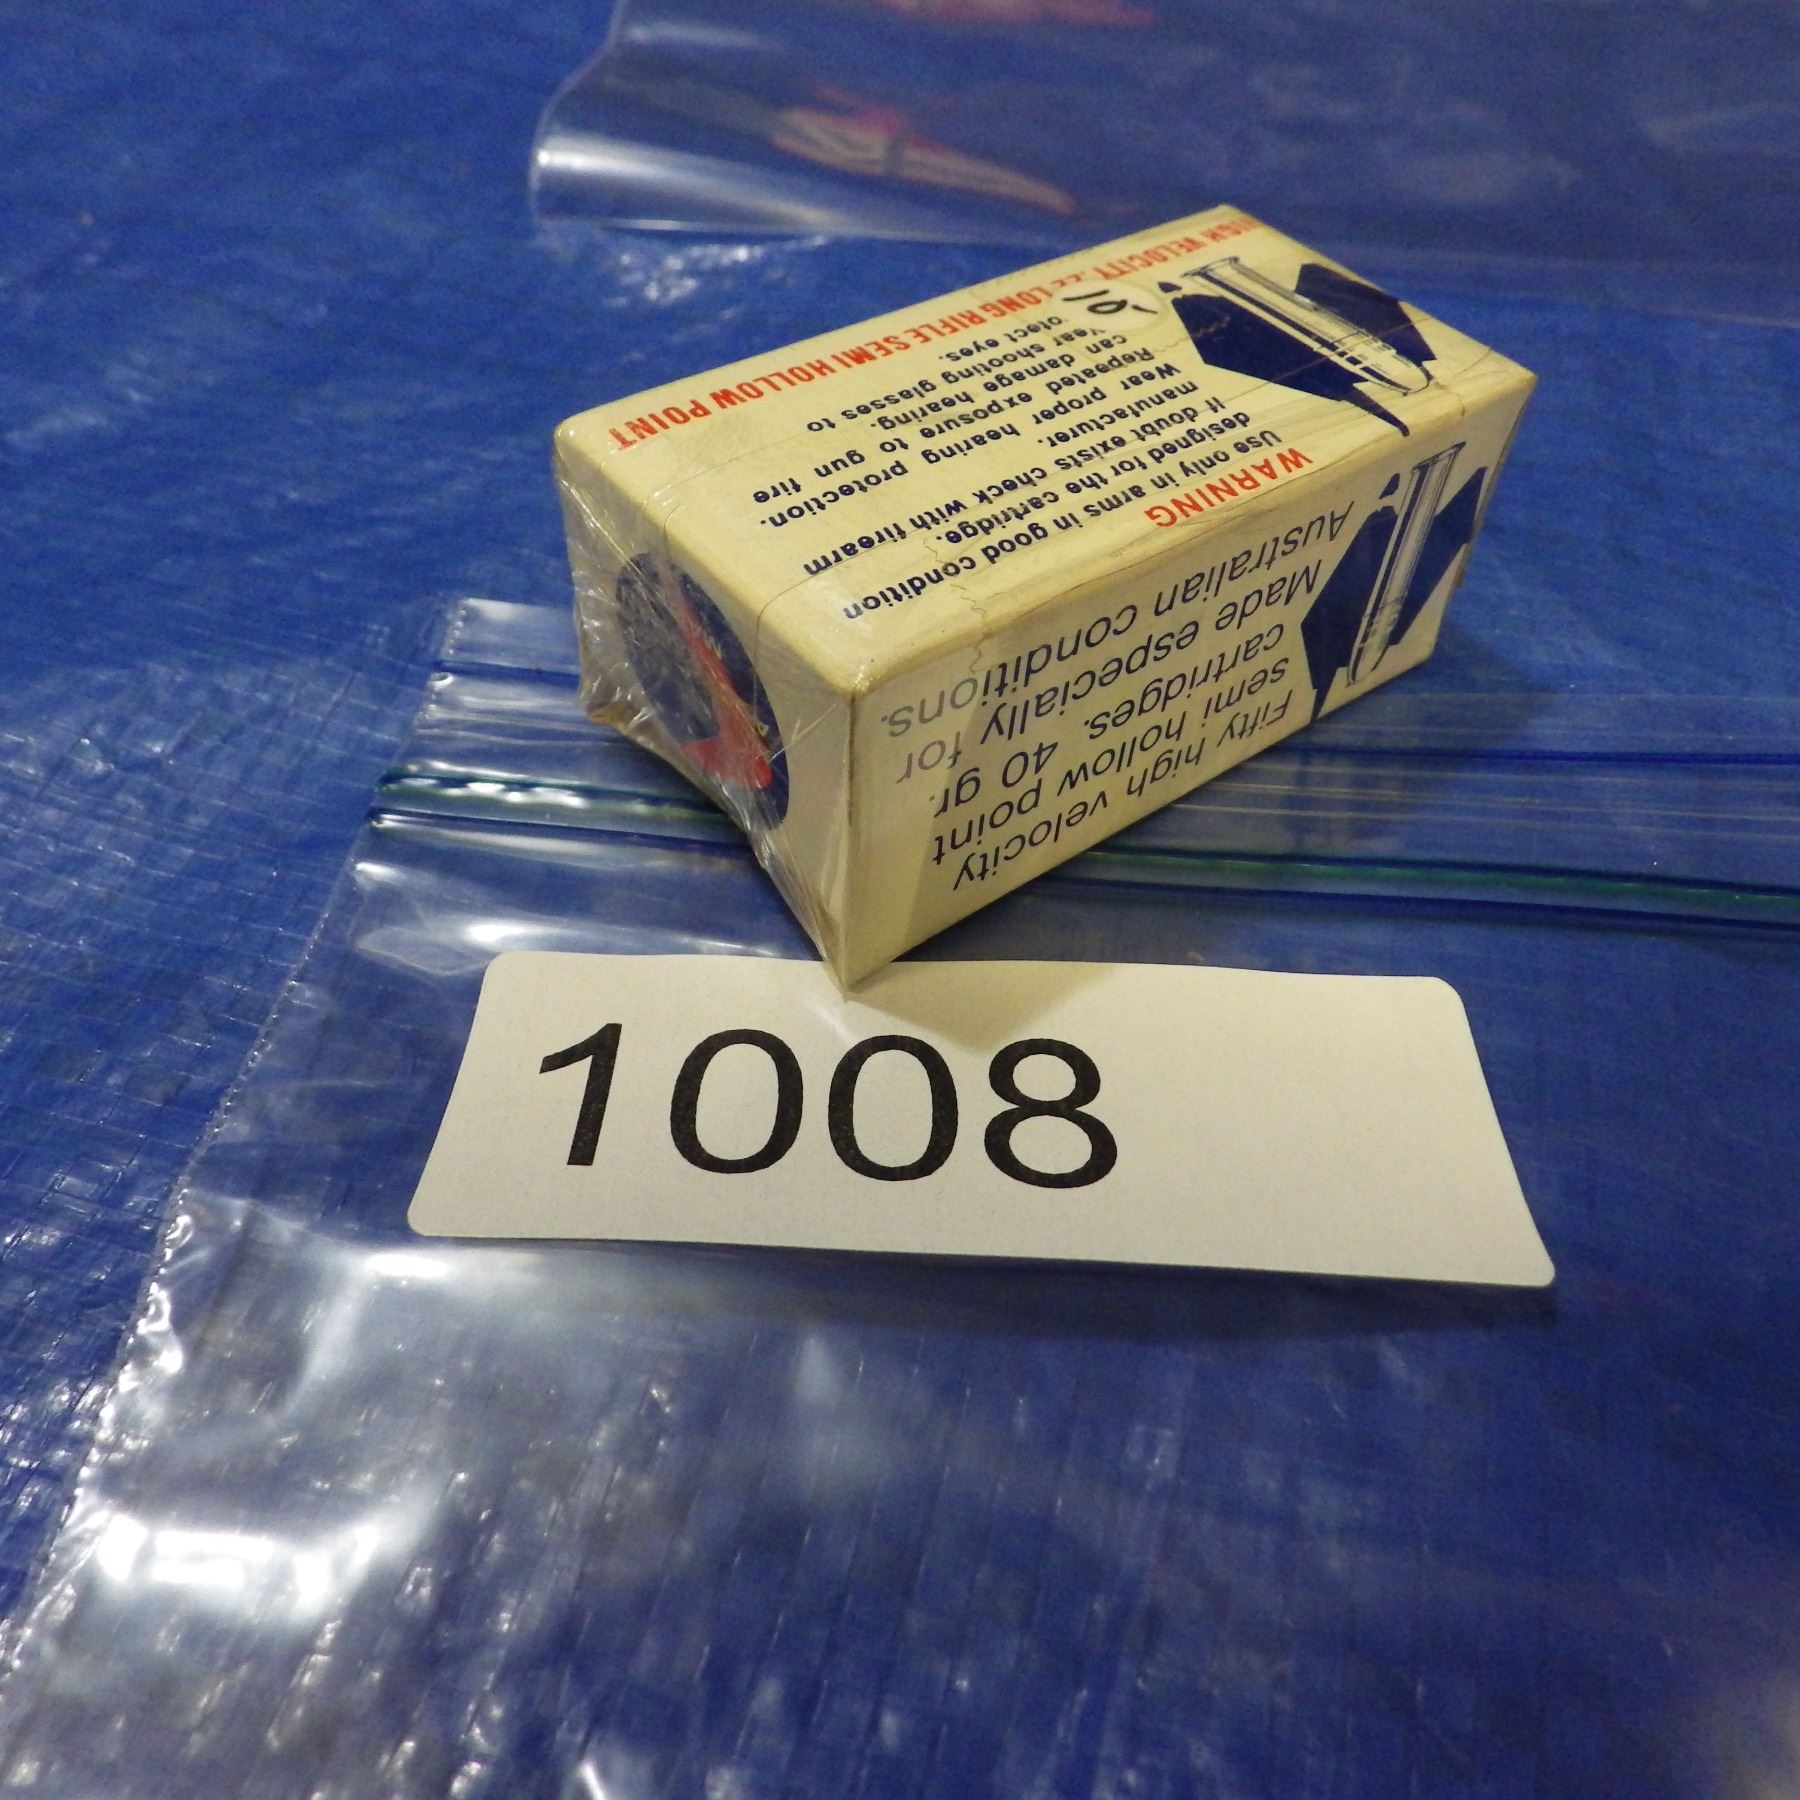 HIGH VELOCITY .22 LONG RIFLE SEMI HOLLOW POINT
WARNING
Use only in arms in good condition
designed for the cartridge.
If doubt exists check with firearm
manufacturer.
Wear proper hearing protection.
Repeated exposure to gun fire
can damage hearing.
Wear shooting glasses to
protect eyes.
Fifty high velocity
semi hollow point
cartridges. 40 gr.
Made especially for
Australian conditions.
1008